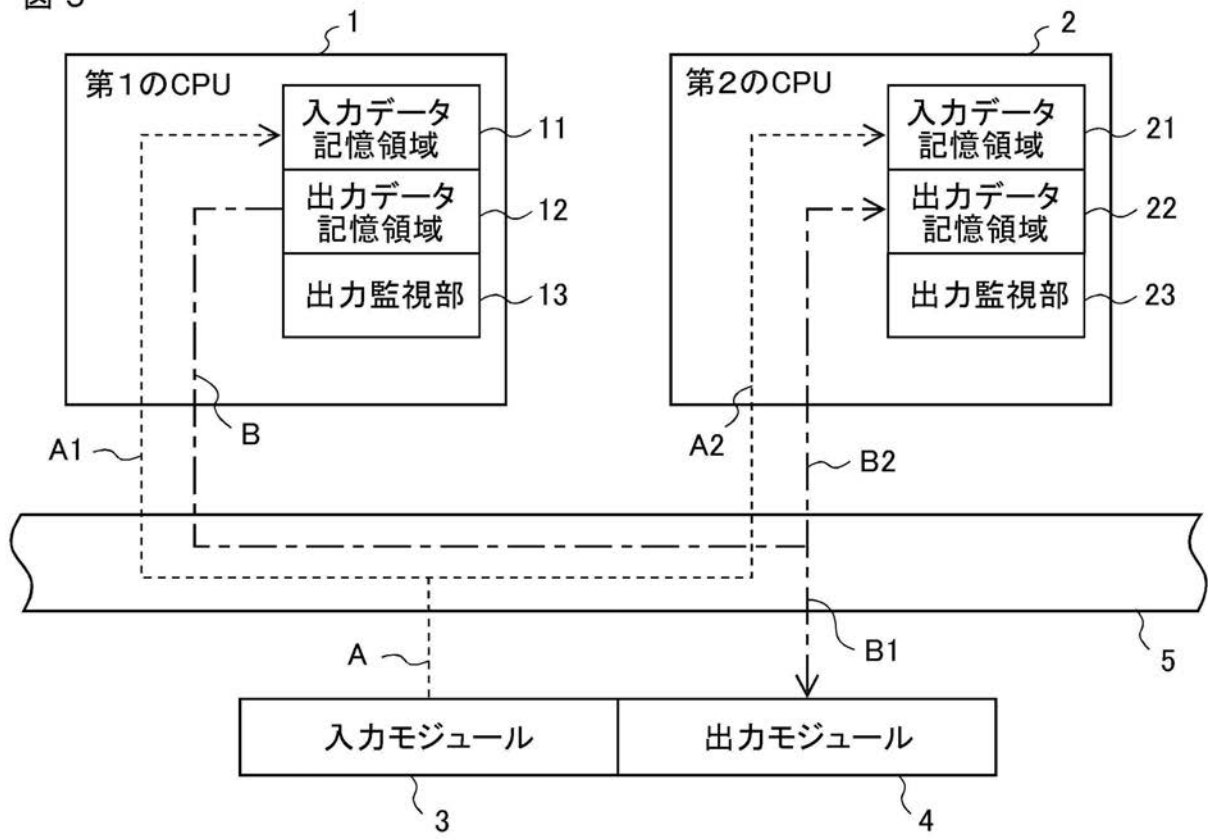 1
2
第1のCPU
入力データ
記憶領域
11
出力データ
記憶領域
12
出力監視部
13
第2のCPU
入力データ
記憶領域
21
出力データ
記憶領域
22
出力監視部
23
A1
B
A2
B2
A
B1
5
入力モジュール
出力モジュール
3
4